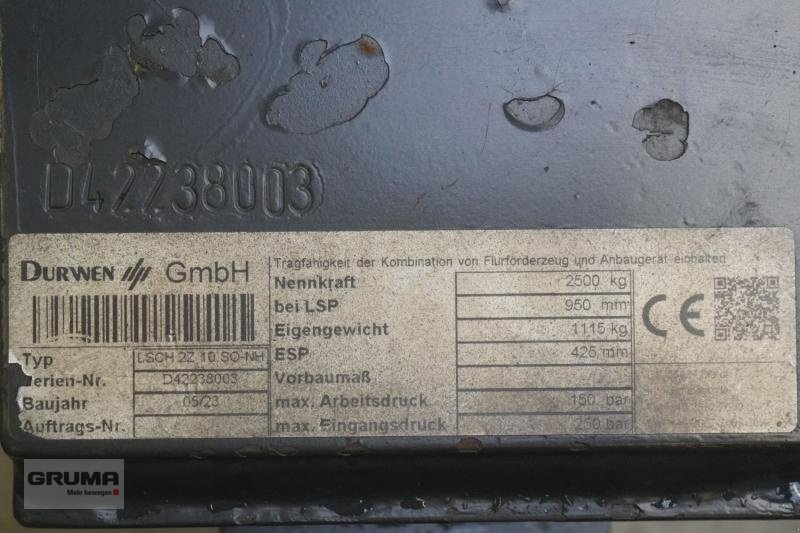 D42238003
DURWEN GmbH
Tragfähigkeit der Kombination von Flurförderzeug und Anbaugerät einhalten
Nennkraft 2500 kg
bei LSP 950 mm
Eigengewicht 1115 kg
ESP 425 mm
Vorbaumaß
max. Arbeitsdruck 150 bar
max. Eingangsdruck 250 bar
CE
Typ LSCH 2Z 10 SO-NH
Serien-Nr. D42238003
Baujahr 05/23
Auftrags-Nr.
GRUMA
Mehr bewegen